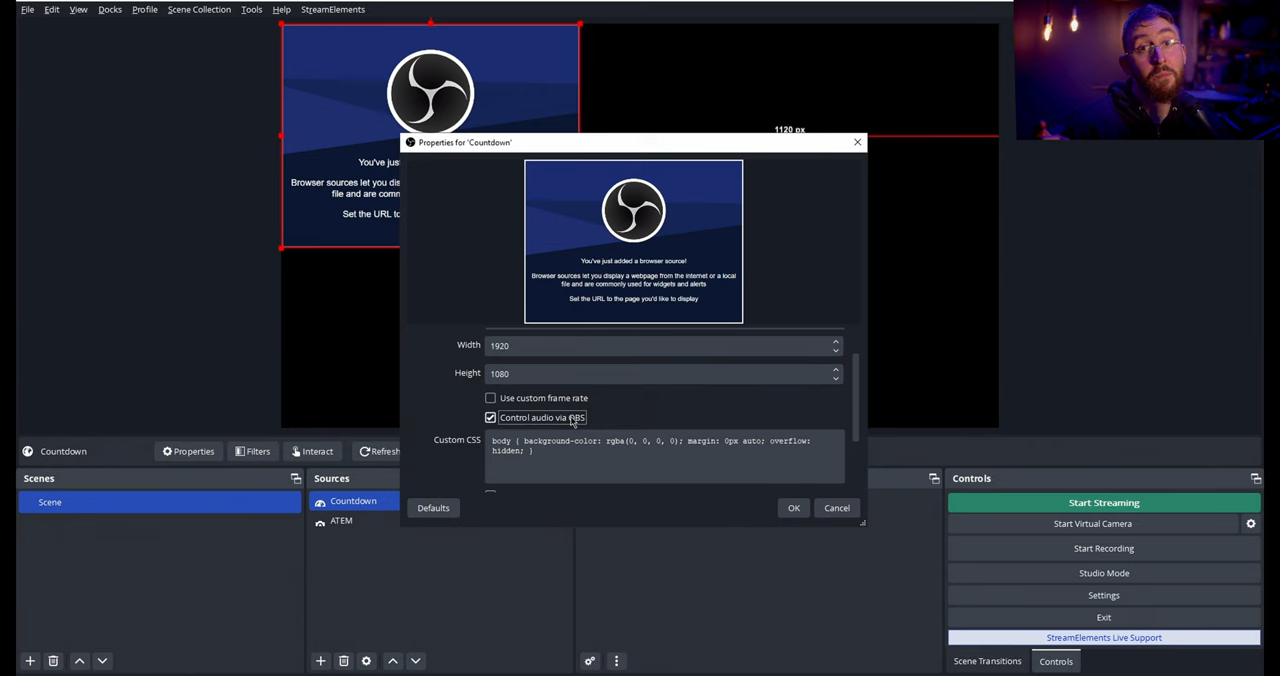 File Edit View Docks Profile Scene Collection Tools Help StreamElements
1120 px
You've jus
Browser sources let you dis
file and are comm
Set the URL to
Properties for 'Countdown'
You've just added a browser source!
Browser sources let you display a webpage from the internet or a local
file and are commonly used for widgets and alerts
Set the URL to the page you'd like to display
Width 1920
Height 1080
Use custom frame rate
Control audio via OBS
Custom CSS body { background-color: rgba(0, 0, 0, 0); margin: 0px auto; overflow:
hidden; }
Defaults OK Cancel
Countdown Properties Filters Interact Refresh
Scenes Sources Controls
Scene
Countdown
ATEM
Start Streaming
Start Virtual Camera
Start Recording
Studio Mode
Settings
Exit
StreamElements Live Support
Scene Transitions Controls